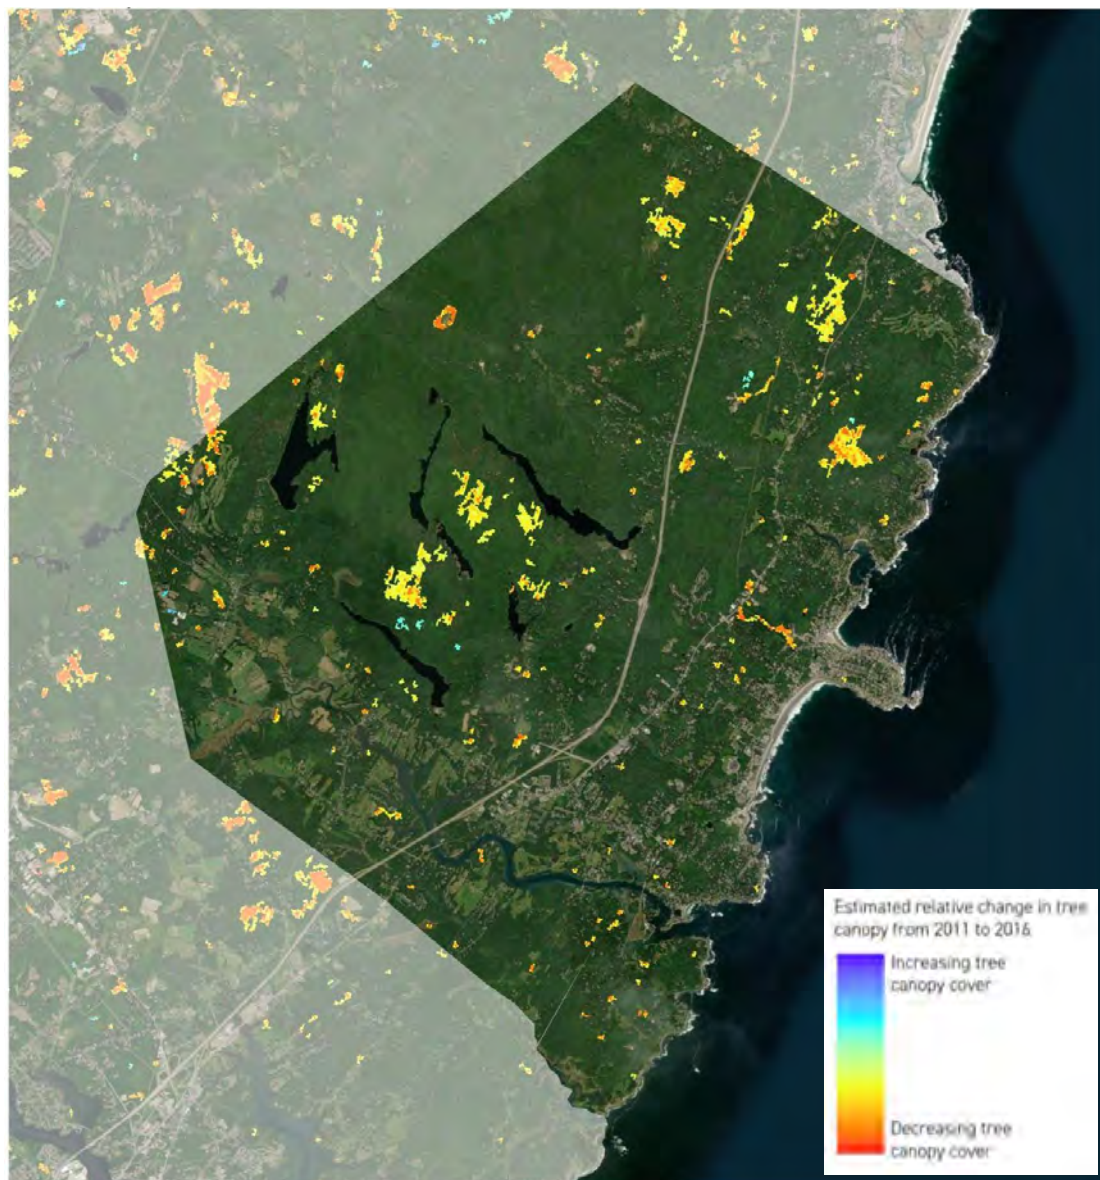 Estimated relative change in tree
canopy from 2011 to 2016
Increasing tree
canopy cover
Decreasing tree
canopy cover